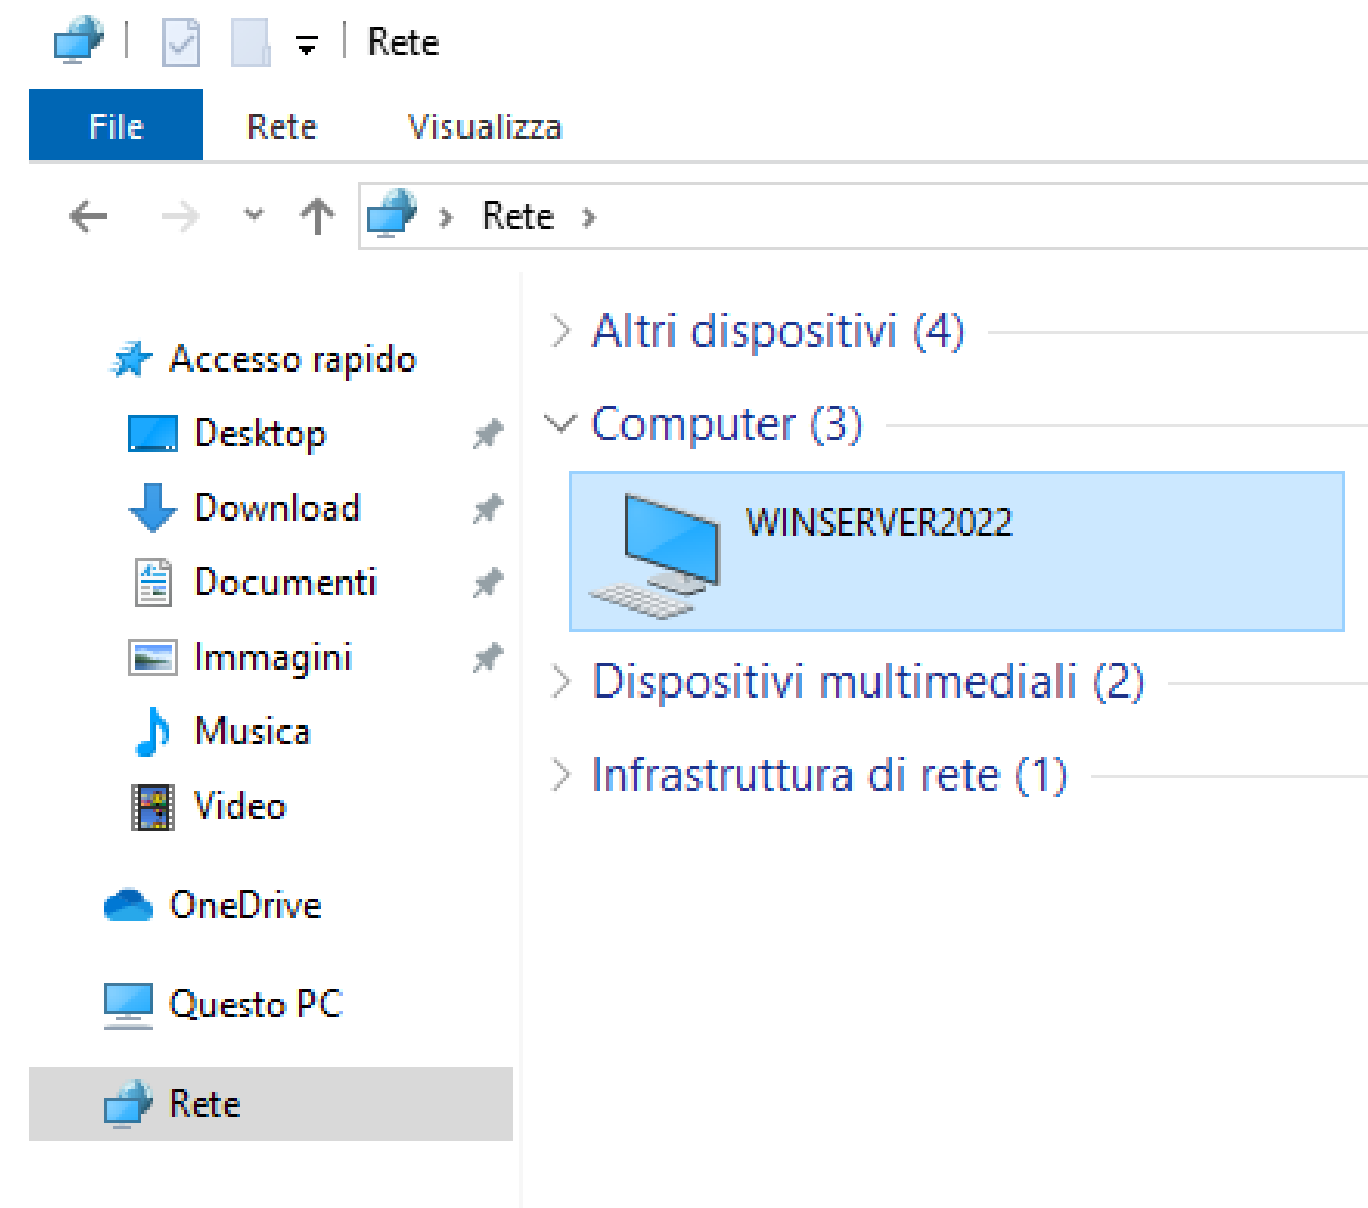 Rete
File Rete Visualizza
Rete
Accesso rapido
Desktop
Download
Documenti
Immagini
Musica
Video
OneDrive
Questo PC
Rete
Altri dispositivi (4)
Computer (3)
WINSERVER2022
Dispositivi multimediali (2)
Infrastruttura di rete (1)